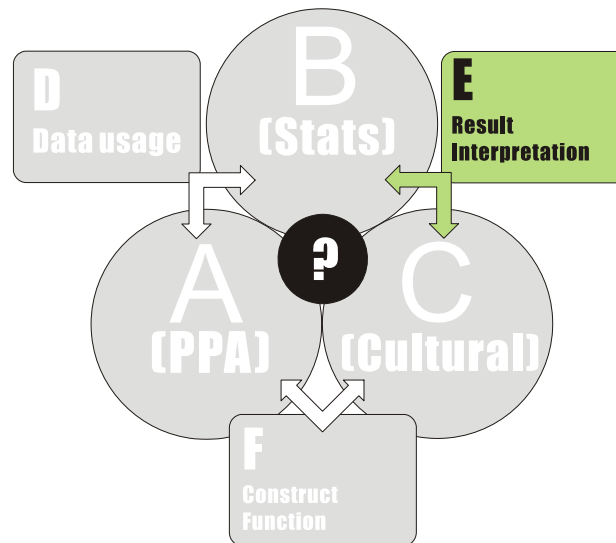 B
(Stats)
D
Data usage
E
Result
Interpretation
?
A
(PPA)
C
(Cultural)
F
Construct
Function